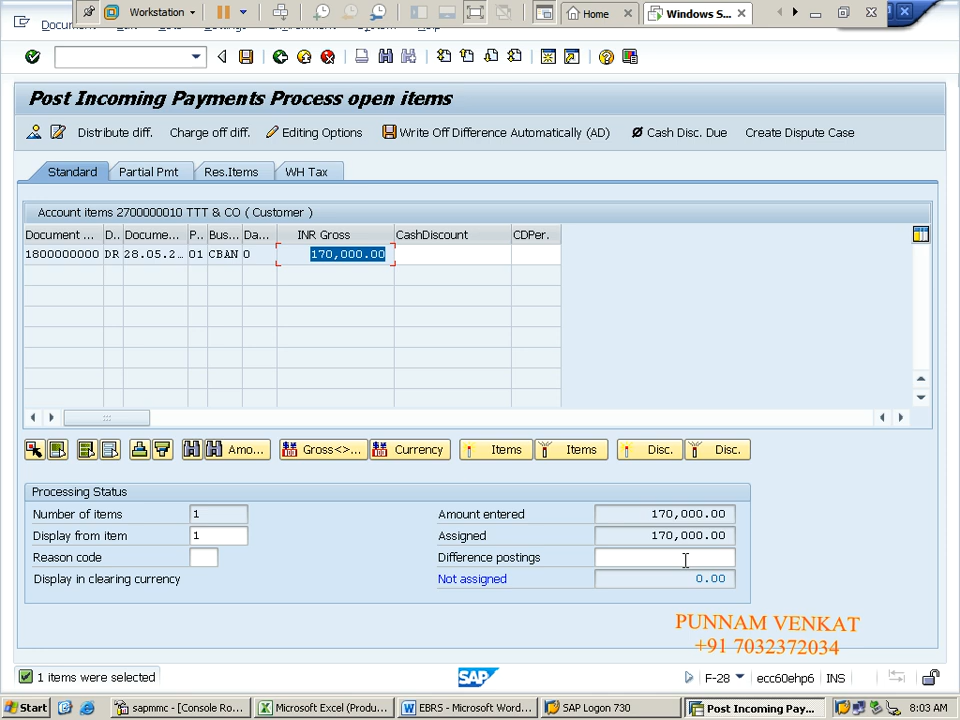 Workstation
Home
Windows S...
Post Incoming Payments Process open items
Distribute diff.
Charge off diff.
Editing Options
Write Off Difference Automatically (AD)
Cash Disc. Due
Create Dispute Case
Standard
Partial Pmt
Res.Items
WH Tax
Account items 2700000010 TTT & CO ( Customer )
Document ... D.. Docume... P.. Bus... Da... INR Gross CashDiscount CDPer.
1800000000 DR 28.05.2... 01 CBAN 0 170,000.00
Amo...
Gross<>...
Currency
Items
Items
Disc.
Disc.
Processing Status
Number of items 1
Amount entered 170,000.00
Display from item 1
Assigned 170,000.00
Reason code
Difference postings
Display in clearing currency
Not assigned 0.00
PUNNAM VENKAT
+91 7032372034
1 items were selected
SAP
F-28
ecc60ehp6
INS
Start
sapmmc - [Console Ro...
Microsoft Excel (Produ...
EBRS - Microsoft Word...
SAP Logon 730
Post Incoming Pay...
8:03 AM